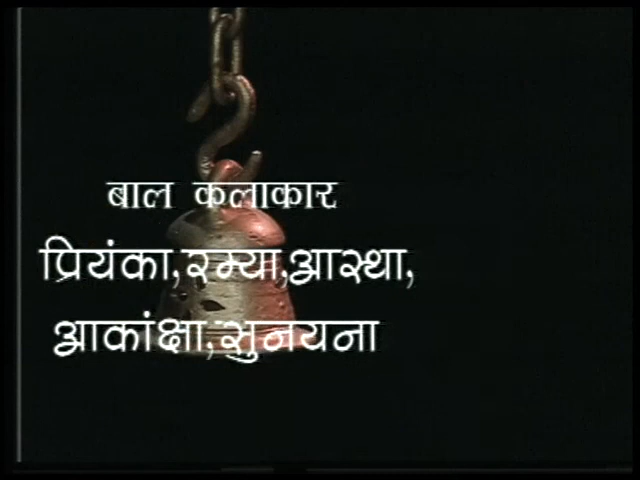 बाल कलाकार
प्रियंका,रम्या,आस्था,
आकांक्षा,सुनयना